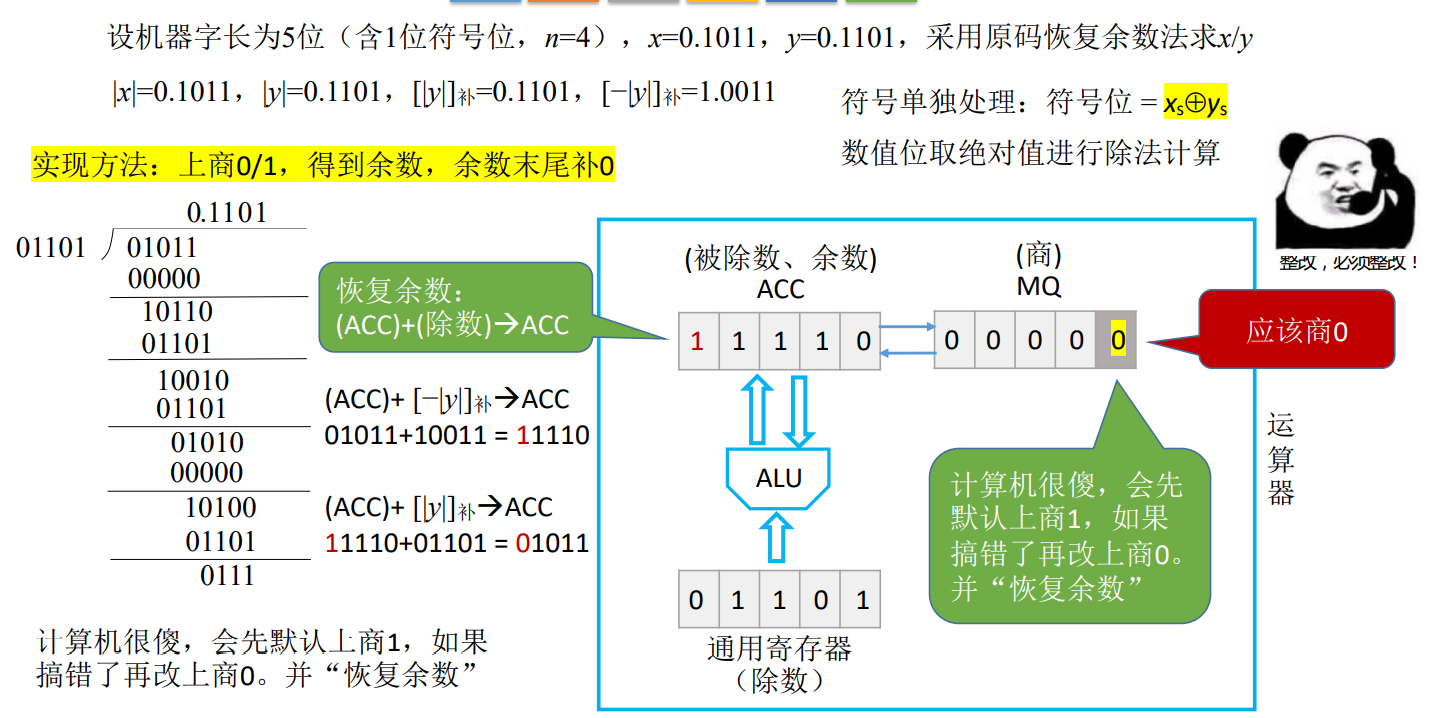 设机器字长为5位（含1位符号位，n=4），x=0.1011，y=0.1101，采用原码恢复余数法求x/y
|x|=0.1011，|y|=0.1101，[|y|]补=0.1101，[−|y|]补=1.0011
符号单独处理：符号位 = xs⊕ys
数值位取绝对值进行除法计算
实现方法：上商0/1，得到余数，余数末尾补0
整改，必须整改！
0.1101
01101
01011
00000
10110
01101
10010
01101
01010
00000
10100
01101
0111
恢复余数：
(ACC)+(除数)→ACC
(ACC)+ [−|y|]补→ACC
01011+10011 = 11110
(ACC)+ [|y|]补→ACC
11110+01101 = 01011
(被除数、余数)
ACC
(商)
MQ
1 1 1 1 0
0 0 0 0 0
应该商0
ALU
0 1 1 0 1
通用寄存器
（除数）
计算机很傻，会先
默认上商1，如果
搞错了再改上商0。
并“恢复余数”
运
算
器
计算机很傻，会先默认上商1，如果
搞错了再改上商0。并“恢复余数”